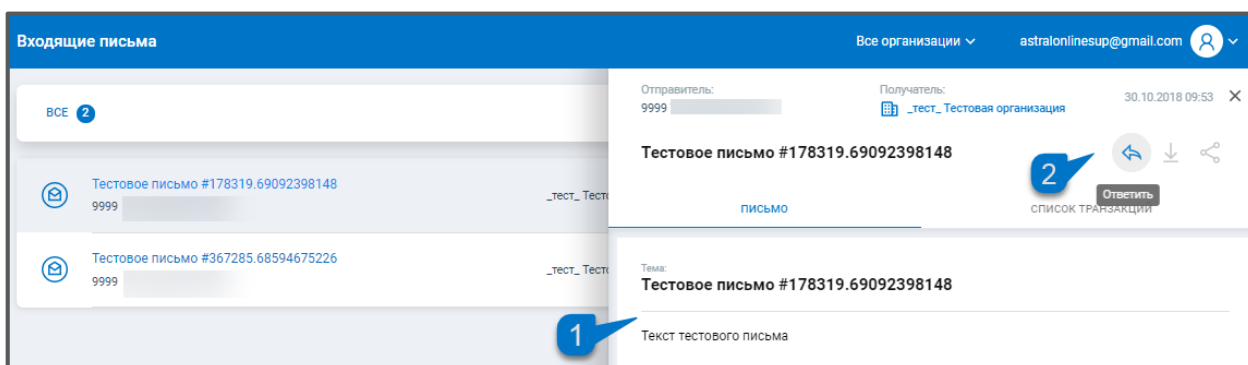 Входящие письма
Все организации
astralonlinesup@gmail.com
ВСЕ 2
Тестовое письмо #178319.69092398148
9999
_тест_ Тест
Тестовое письмо #367285.68594675226
9999
_тест_ Тест
Отправитель:
9999
Получатель:
_тест_ Тестовая организация
30.10.2018 09:53
Тестовое письмо #178319.69092398148
2
Ответить
ПИСЬМО
СПИСОК ТРАНЗАКЦИЙ
Тема:
Тестовое письмо #178319.69092398148
1
Текст тестового письма